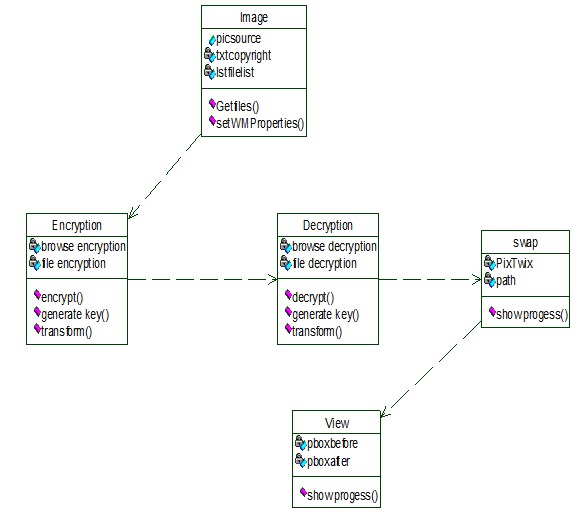 Image
picsource
txtcopyright
lstfilelist
Getfiles()
setWMProperties()
Encryption
browse encryption
file encryption
encrypt()
generate key()
transform()
Decryption
browse decryption
file decryption
decrypt()
generate key()
transform()
swap
PixTwix
path
showprogess()
View
pboxbefore
pboxafter
showprogess()